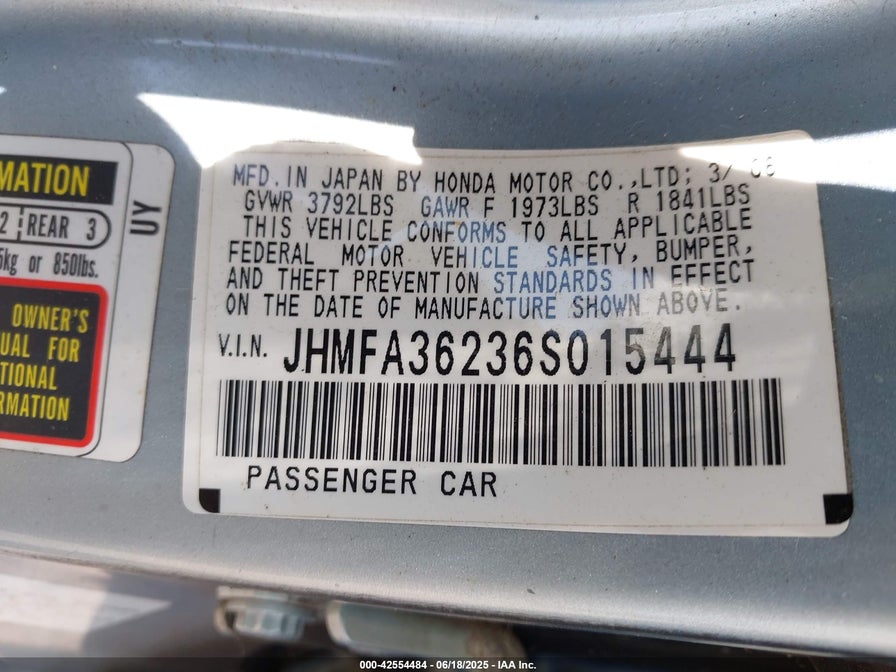 MATION
2 REAR 3
5kg or 850lbs.
OWNER'S
UAL FOR
TIONAL
RMATION
UY
MFD.IN JAPAN BY HONDA MOTOR CO.,LTD; 3/ 06
GVWR 3792LBS GAWR F 1973LBS R 1841LBS
THIS VEHICLE CONFORMS TO ALL APPLICABLE
FEDERAL MOTOR VEHICLE SAFETY, BUMPER,
AND THEFT PREVENTION STANDARDS IN EFFECT
ON THE DATE OF MANUFACTURE SHOWN ABOVE.
V.I.N. JHMFA36236S015444
PASSENGER CAR
000-42554484 - 06/18/2025 - IAA Inc.